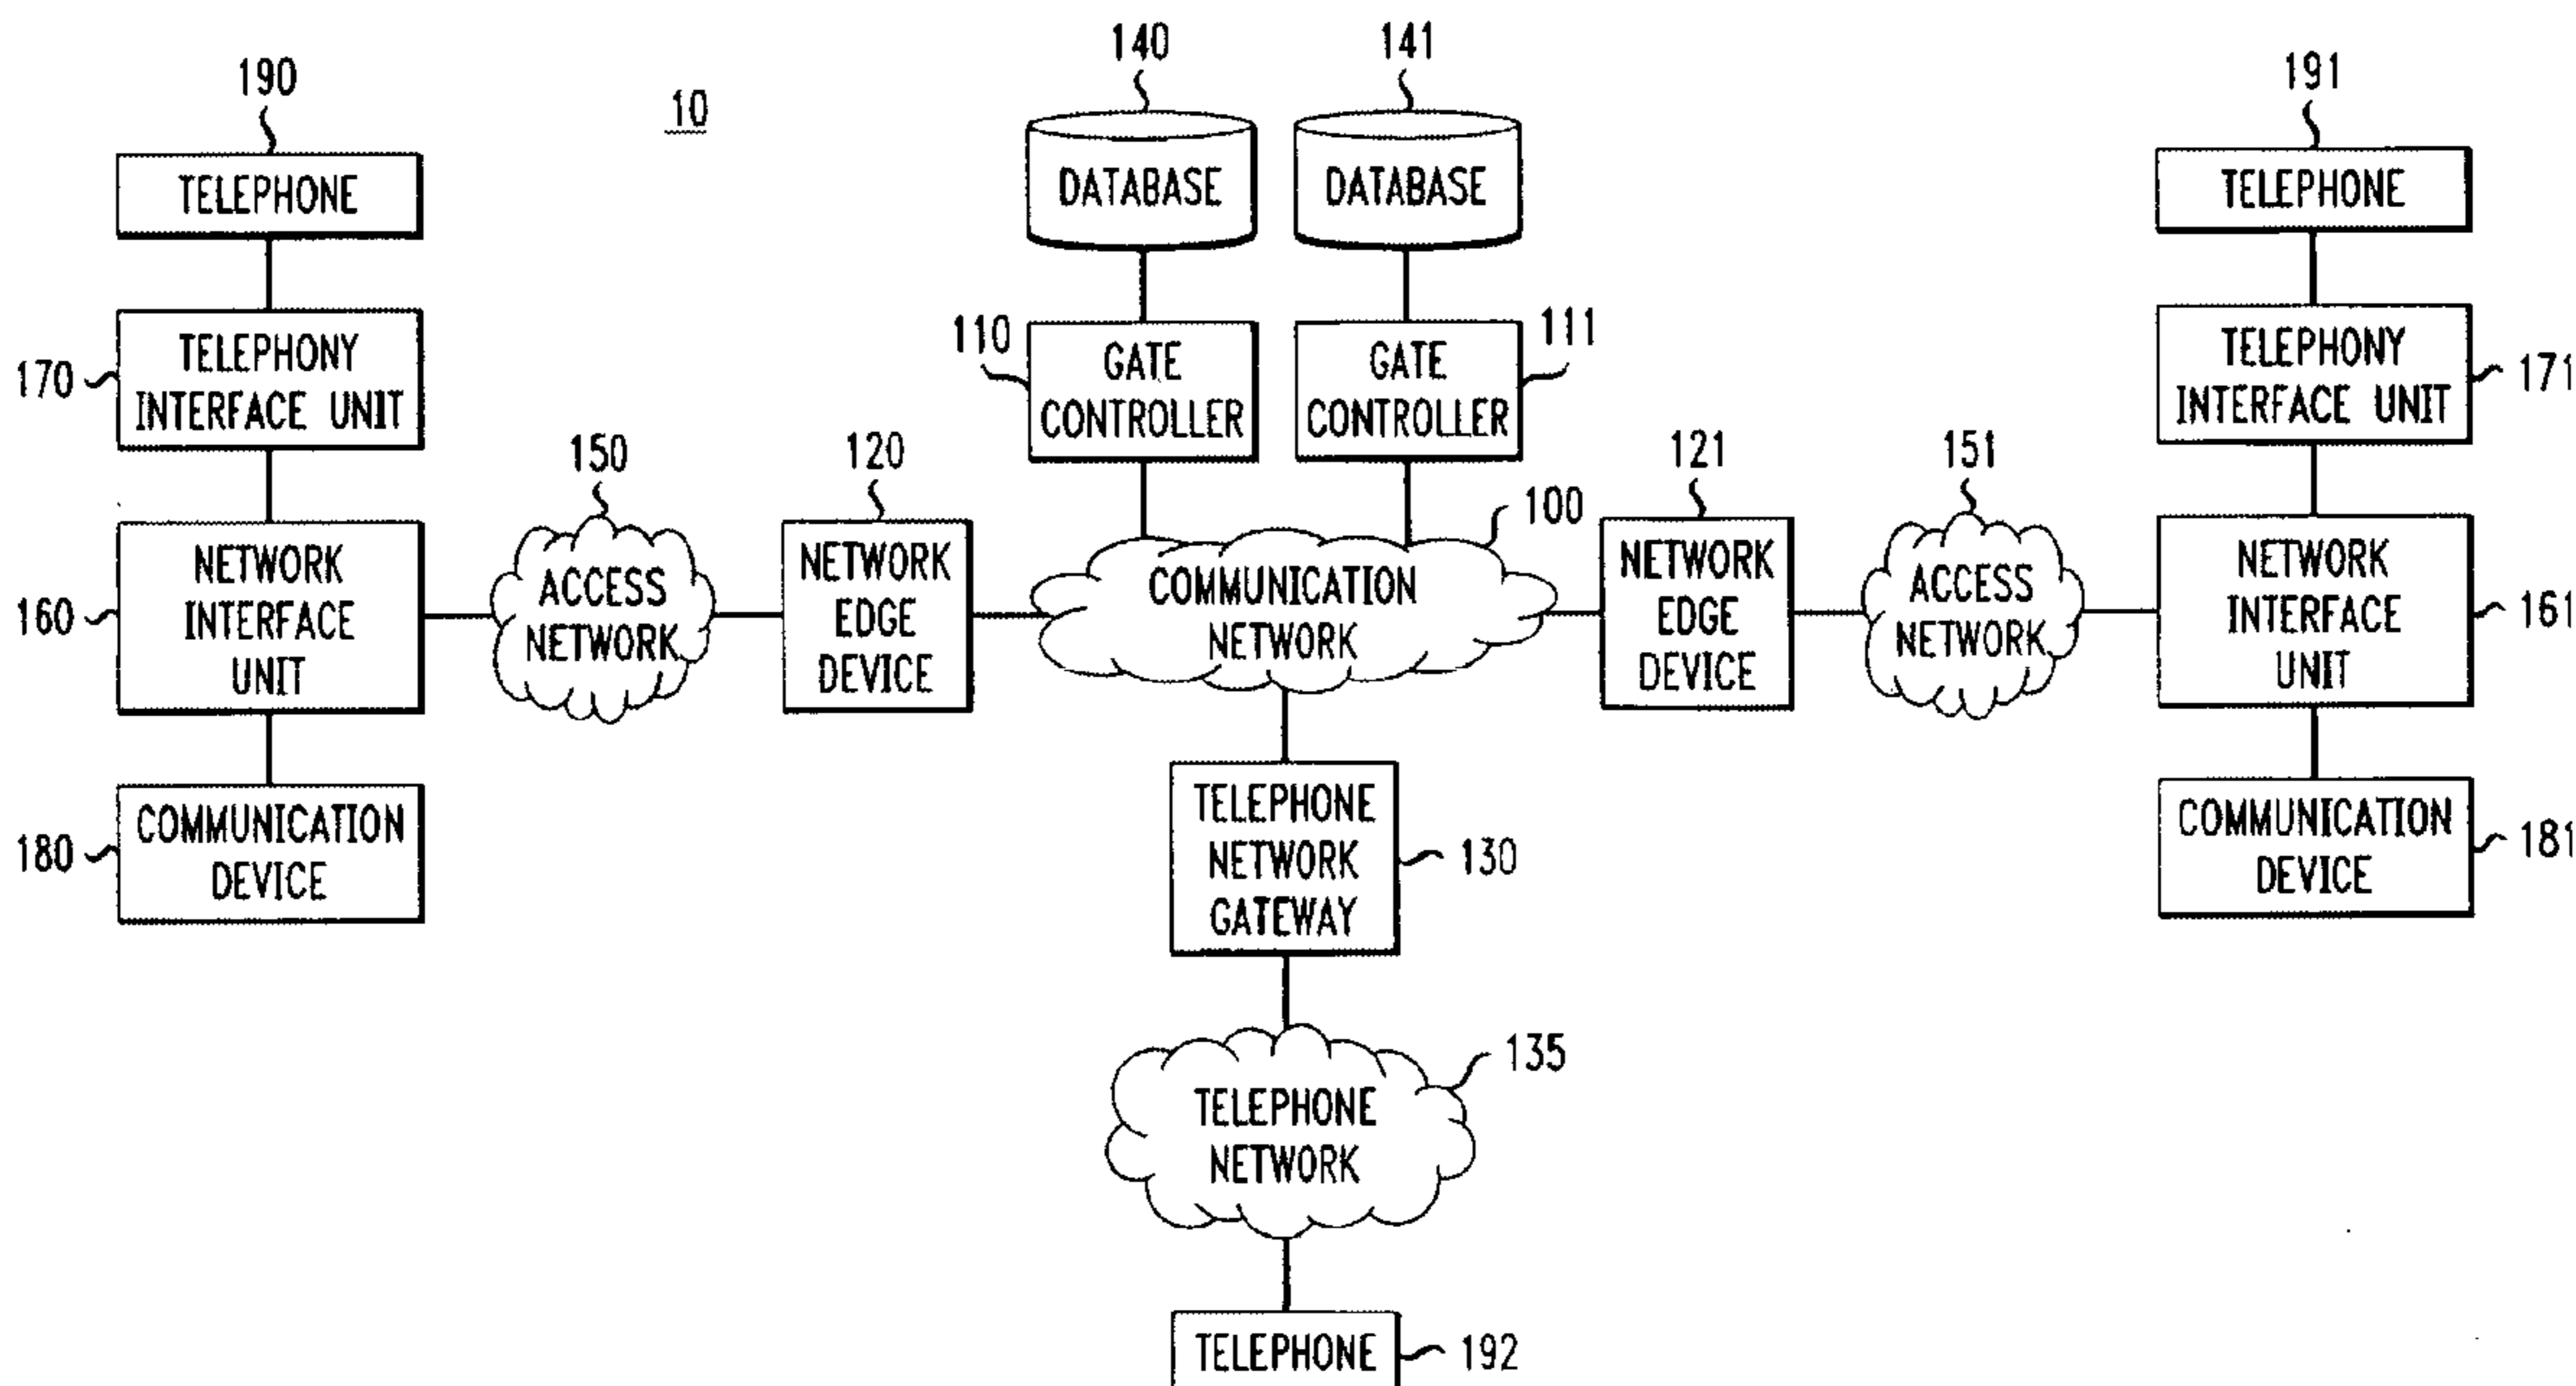 140
141
190
10
191
DATABASE
DATABASE
TELEPHONE
TELEPHONE
110
GATE
CONTROLLER
111
GATE
CONTROLLER
170
TELEPHONY
INTERFACE UNIT
TELEPHONY
INTERFACE UNIT
171
150
120
121
151
100
160
NETWORK
INTERFACE
UNIT
ACCESS
NETWORK
NETWORK
EDGE
DEVICE
COMMUNICATION
NETWORK
NETWORK
EDGE
DEVICE
ACCESS
NETWORK
NETWORK
INTERFACE
UNIT
161
180
COMMUNICATION
DEVICE
TELEPHONE
NETWORK
GATEWAY
130
COMMUNICATION
DEVICE
181
135
TELEPHONE
NETWORK
TELEPHONE
192